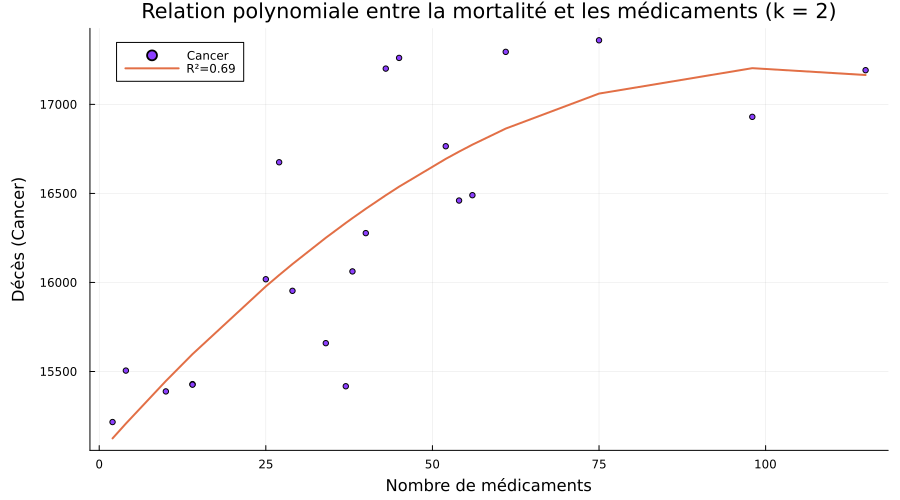 Relation polynomiale entre la mortalité et les médicaments (k = 2)
Cancer
R²=0.69
17000
16500
16000
15500
Décès (Cancer)
0 25 50 75 100
Nombre de médicaments